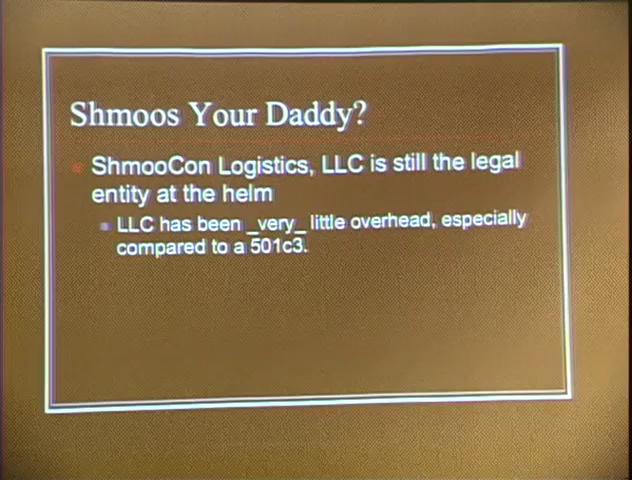 Shmoos Your Daddy?
ShmooCon Logistics, LLC is still the legal
entity at the helm
LLC has been _very_ little overhead, especially
compared to a 501c3.